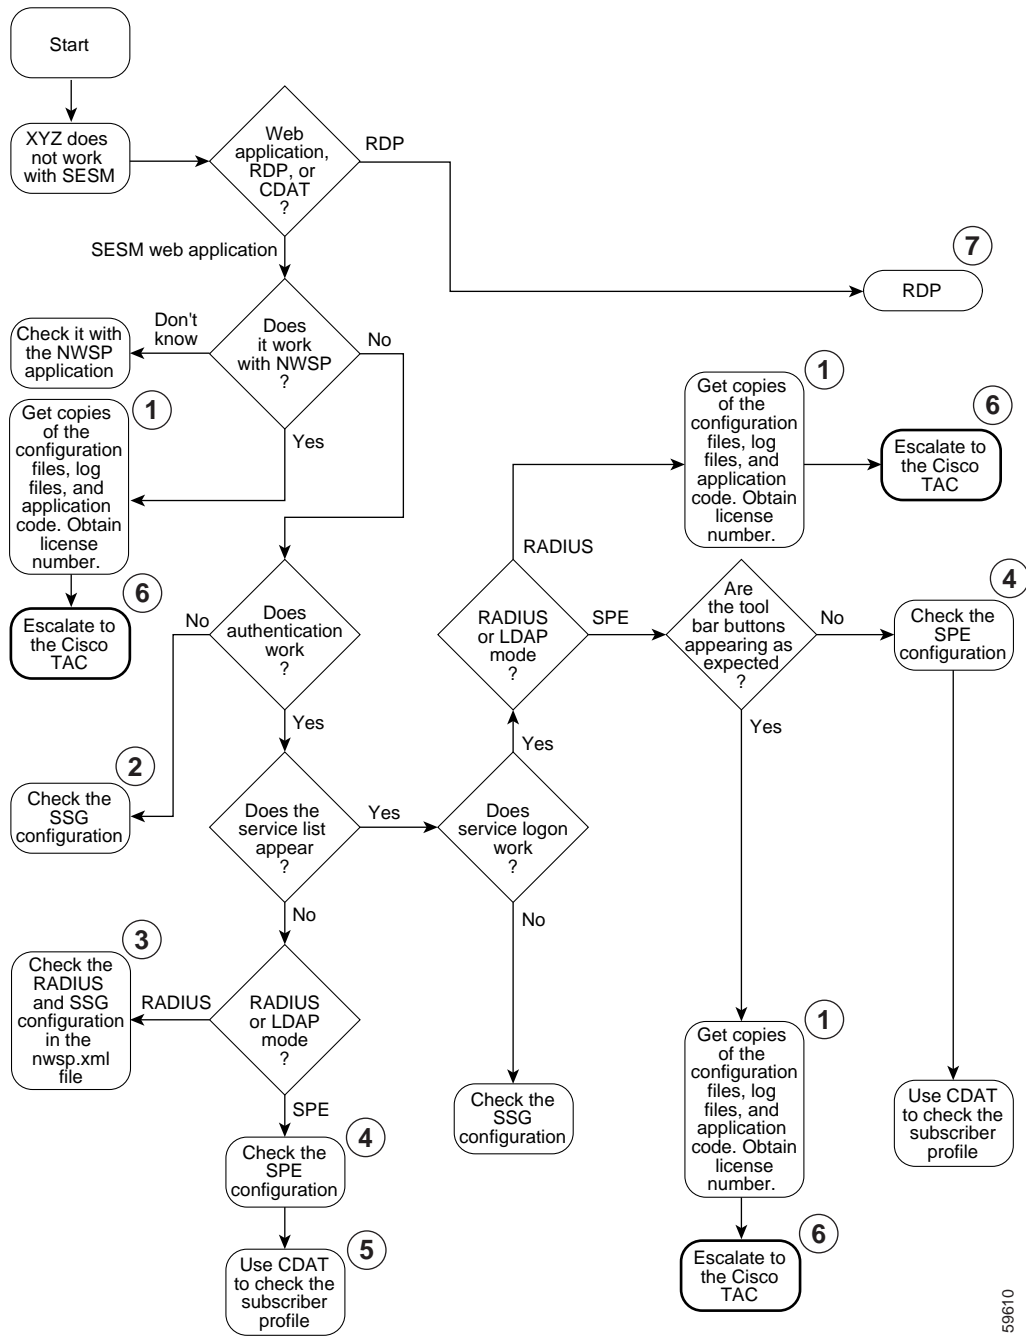 Start
XYZ does
not work
with SESM
Web
application,
RDP, or
CDAT
?
RDP
SESM web application
7
RDP
Does
it work
with NWSP
?
Don't
know
No
Check it with
the NWSP
application
Yes
1
Get copies
of the
configuration
files, log
files, and
application
code. Obtain
license
number.
6
Escalate to
the Cisco
TAC
Does
authentication
work
?
No
Yes
2
Check the
SSG
configuration
Does the
service list
appear
?
Yes
No
Does
service logon
work
?
Yes
No
Check the
SSG
configuration
RADIUS
or LDAP
mode
?
RADIUS
SPE
1
Get copies
of the
configuration
files, log
files, and
application
code. Obtain
license
number.
6
Escalate to
the Cisco
TAC
Are
the tool
bar buttons
appearing as
expected
?
No
Yes
4
Check the
SPE
configuration
Use CDAT
to check the
subscriber
profile
1
Get copies
of the
configuration
files, log
files, and
application
code. Obtain
license
number.
6
Escalate to
the Cisco
TAC
RADIUS
or LDAP
mode
?
RADIUS
SPE
3
Check the
RADIUS
and SSG
configuration
in the
nwsp.xml
file
4
Check the
SPE
configuration
5
Use CDAT
to check the
subscriber
profile
59610